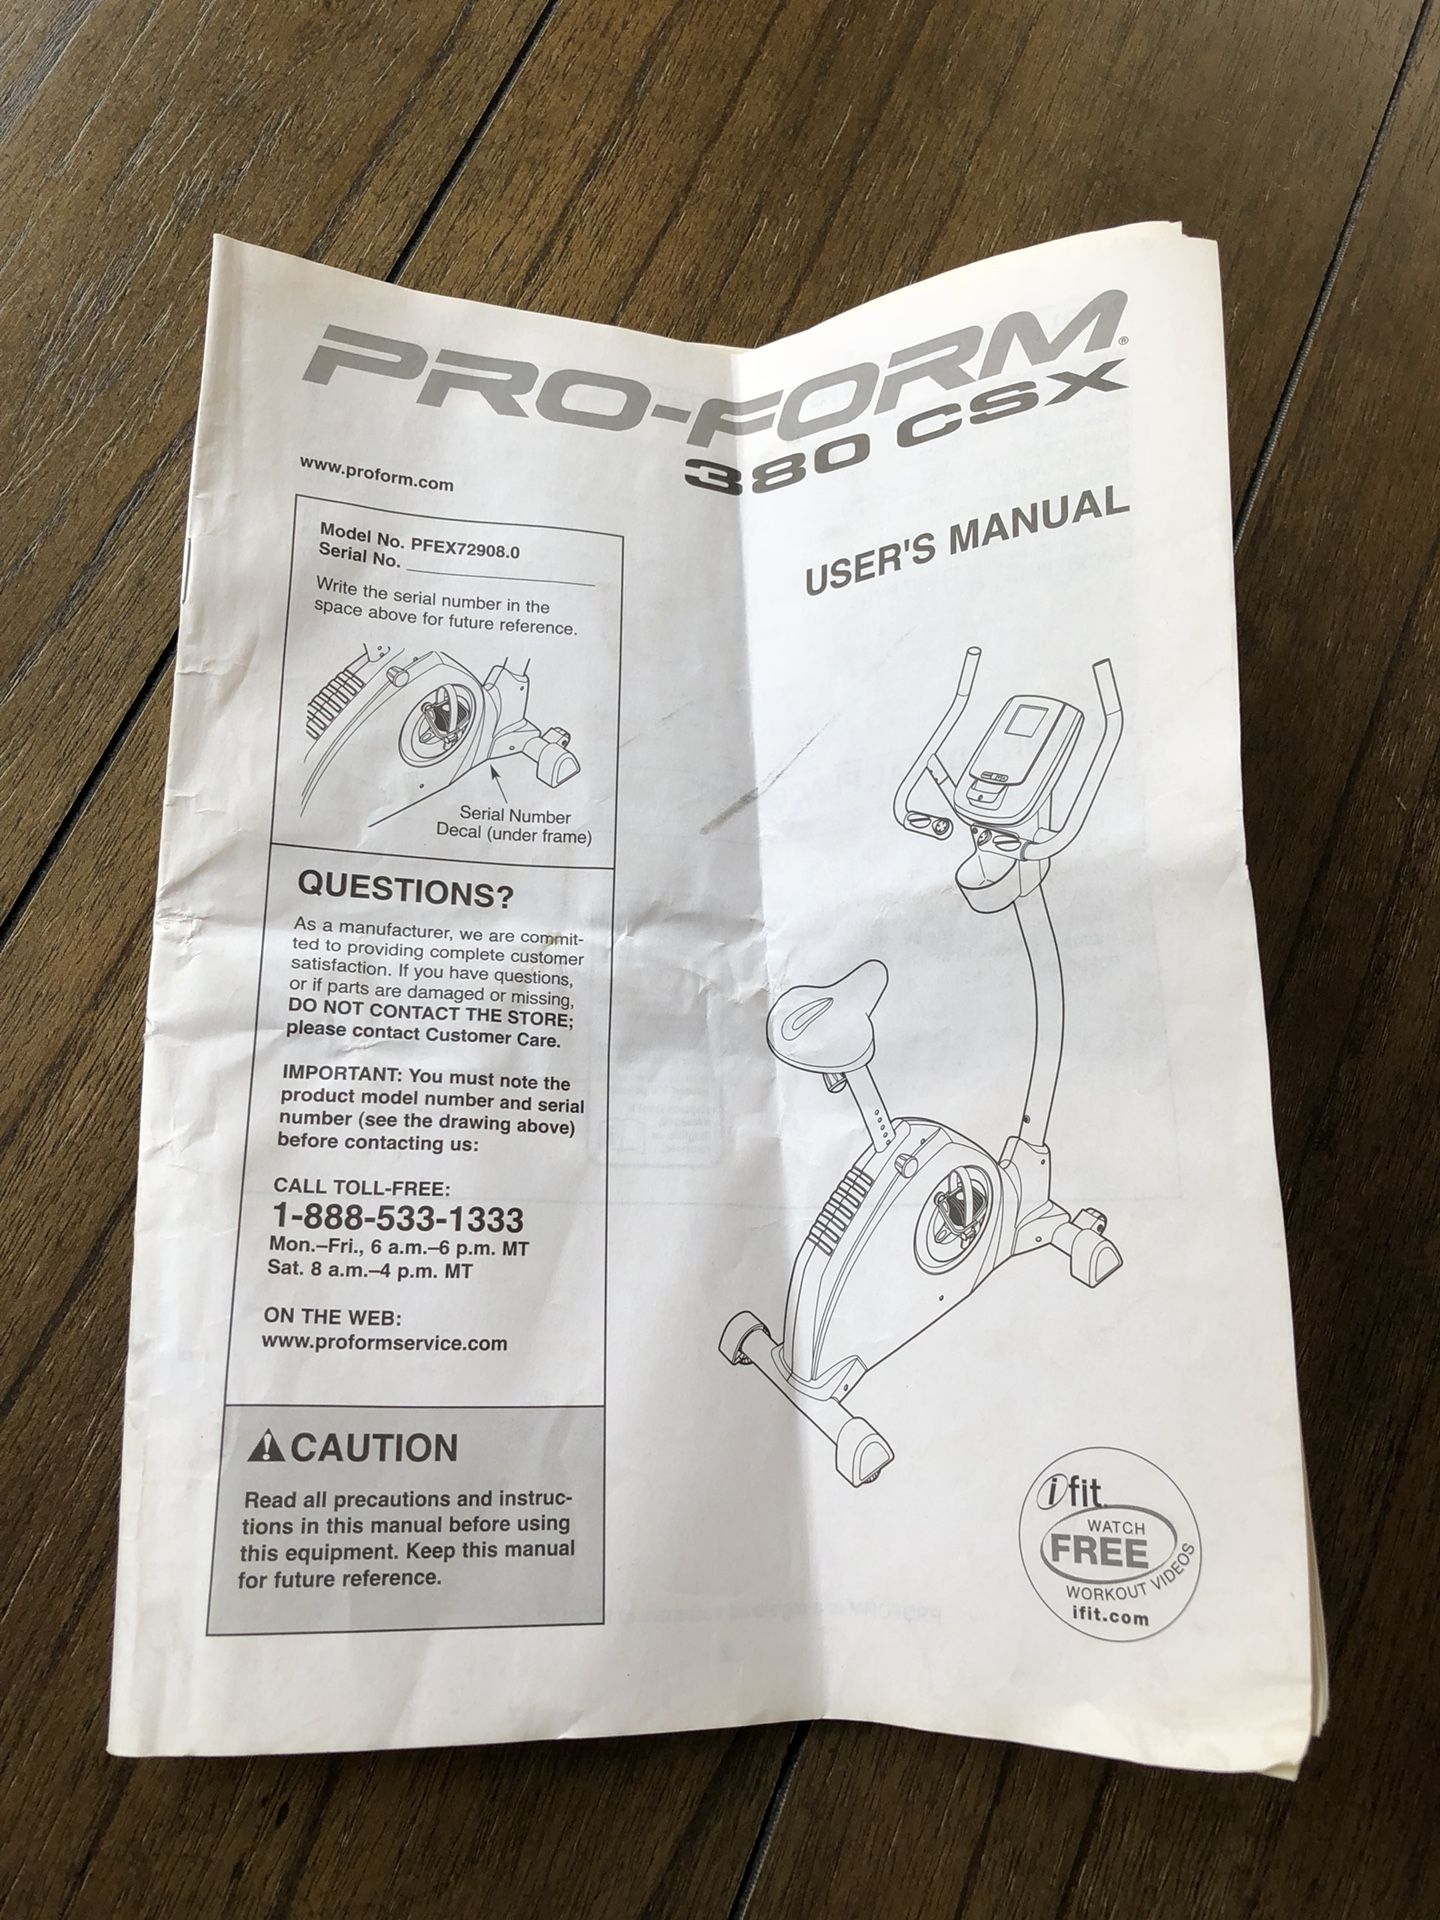 PRO-FORM®
380 CSX
www.proform.com
USER'S MANUAL
Model No. PFEX72908.0
Serial No.
Write the serial number in the
space above for future reference.
Serial Number
Decal (under frame)
QUESTIONS?
As a manufacturer, we are commit-
ted to providing complete customer
satisfaction. If you have questions,
or if parts are damaged or missing,
DO NOT CONTACT THE STORE;
please contact Customer Care.
IMPORTANT: You must note the
product model number and serial
number (see the drawing above)
before contacting us:
CALL TOLL-FREE:
1-888-533-1333
Mon.–Fri., 6 a.m.–6 p.m. MT
Sat. 8 a.m.–4 p.m. MT
ON THE WEB:
www.proformservice.com
CAUTION
Read all precautions and instruc-
tions in this manual before using
this equipment. Keep this manual
for future reference.
ifit.
WATCH
FREE
WORKOUT VIDEOS
ifit.com